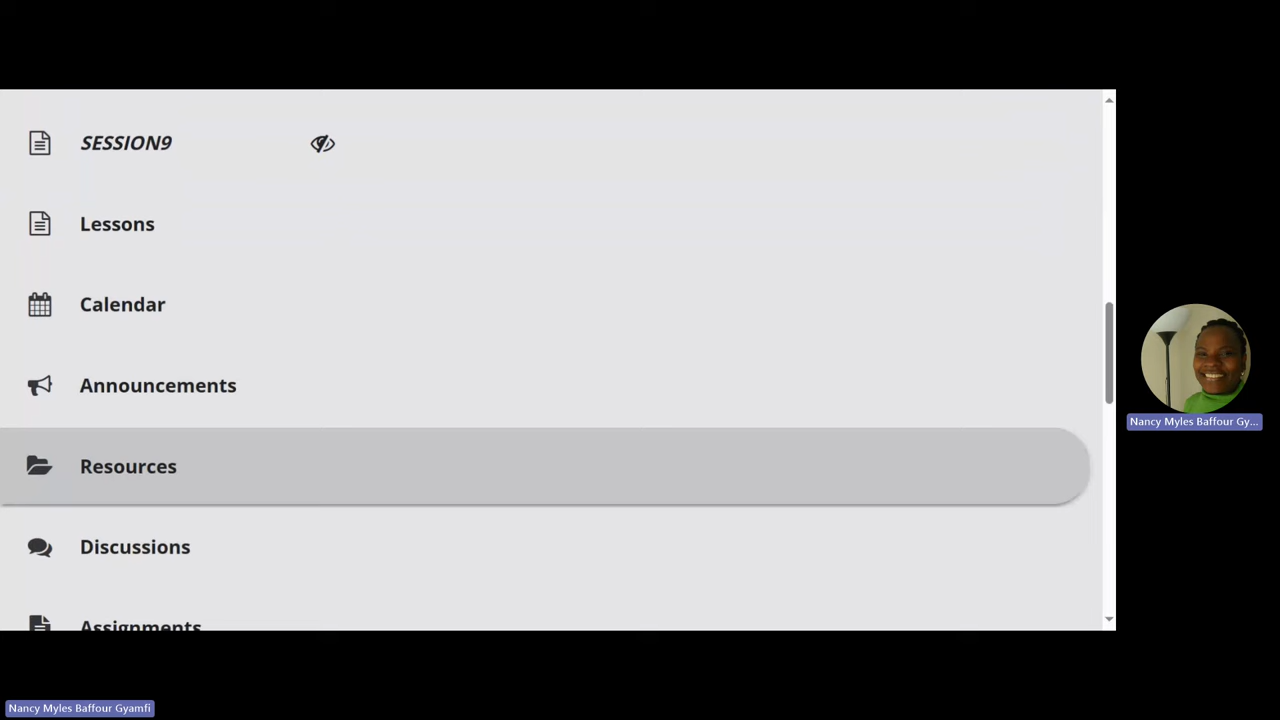 SESSION9
Lessons
Calendar
Announcements
Resources
Discussions
Assignments
Nancy Myles Baffour Gy...
Nancy Myles Baffour Gyamfi